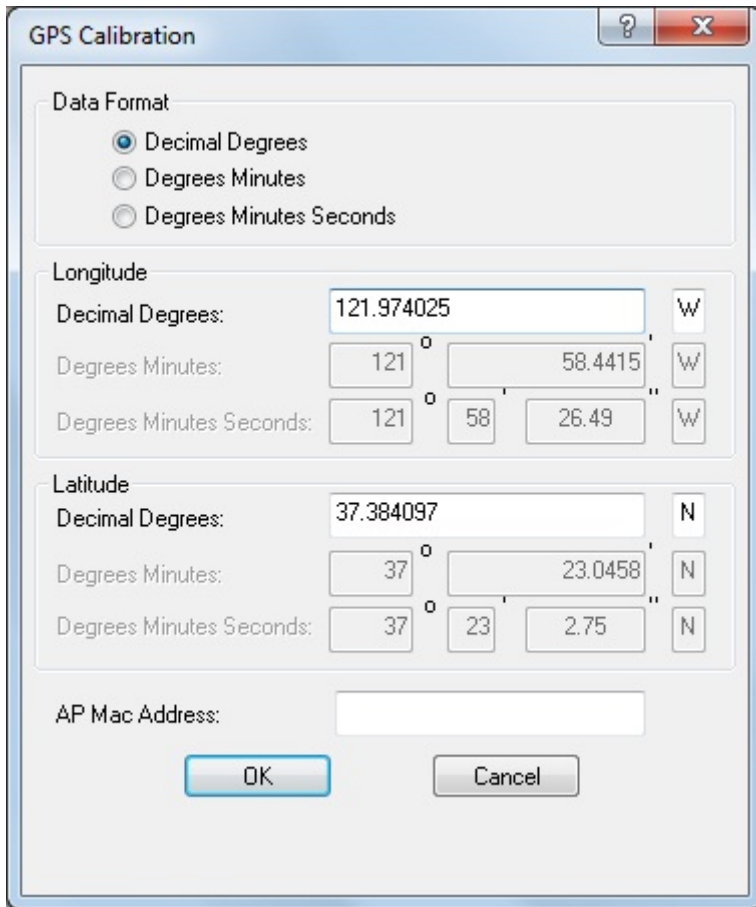 GPS Calibration ?
Data Format
Decimal Degrees
Degrees Minutes
Degrees Minutes Seconds
Longitude
Decimal Degrees: 121.974025 W
Degrees Minutes: 121 o 58.4415 ' W
Degrees Minutes Seconds: 121 o 58 ' 26.49 " W
Latitude
Decimal Degrees: 37.384097 N
Degrees Minutes: 37 o 23.0458 ' N
Degrees Minutes Seconds: 37 o 23 ' 2.75 " N
AP Mac Address:
OK Cancel